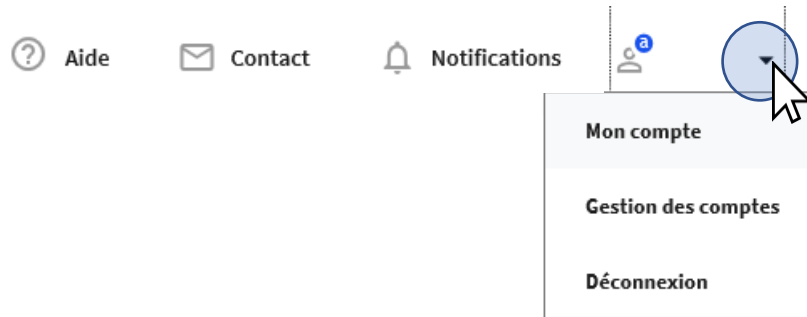 Aide Contact Notifications a
Mon compte
Gestion des comptes
Déconnexion